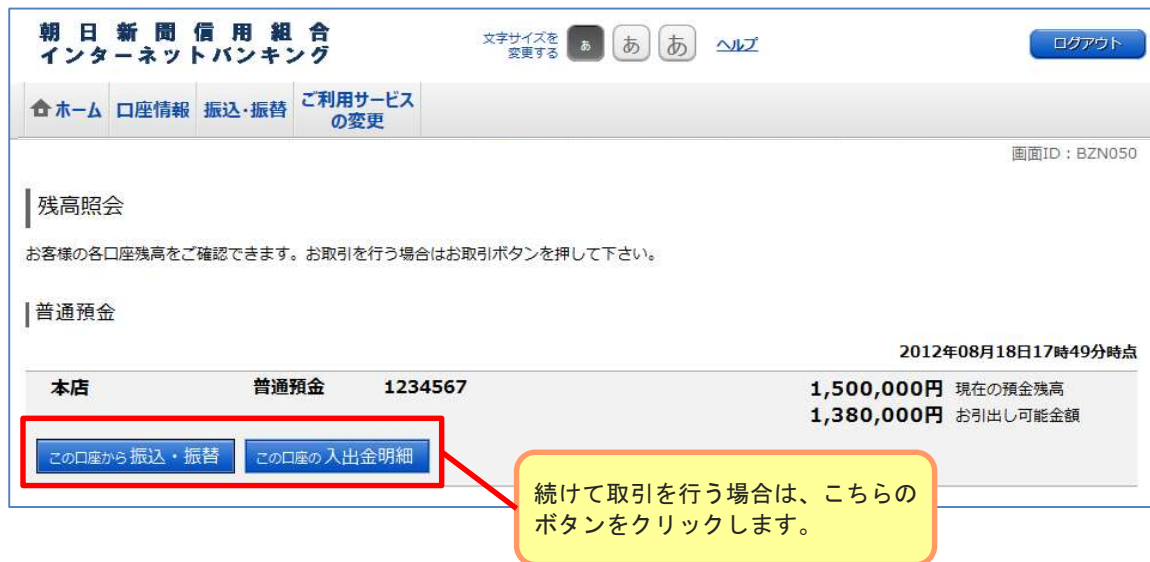 朝日新聞信用組合
インターネットバンキング
文字サイズを
変更する
あ あ あ
ヘルプ
ログアウト
ホーム 口座情報 振込・振替 ご利用サービス
の変更
画面ID：BZN050
残高照会
お客様の各口座残高をご確認できます。お取引を行う場合はお取引ボタンを押して下さい。
普通預金
2012年08月18日17時49分時点
本店 普通預金 1234567 1,500,000円 現在の預金残高
1,380,000円 お引出し可能金額
この口座から振込・振替 この口座の入出金明細
続けて取引を行う場合は、こちらの
ボタンをクリックします。